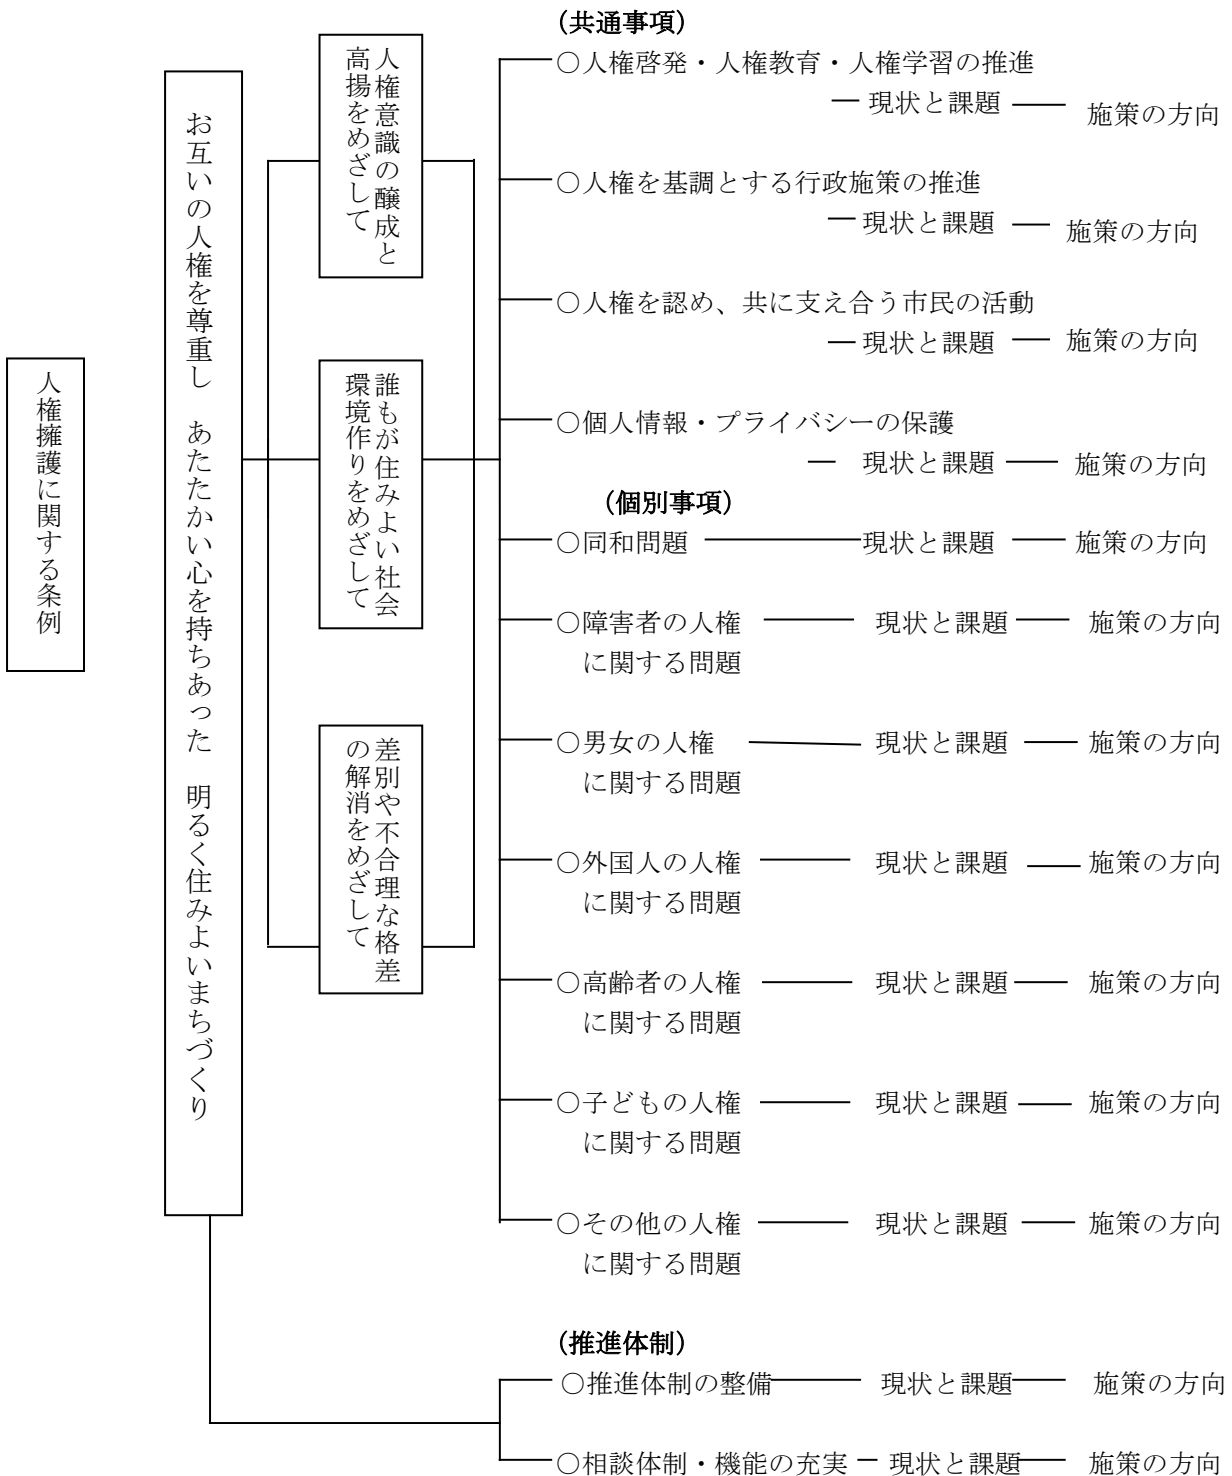 人権擁護に関する条例
お互いの人権を尊重し　あたたかい心を持ちあった　明るく住みよいまちづくり
人権意識の醸成と
高揚をめざして
誰もが住みよい社会
環境作りをめざして
差別や不合理な格差
の解消をめざして
（共通事項）
○人権啓発・人権教育・人権学習の推進
現状と課題　施策の方向
○人権を基調とする行政施策の推進
現状と課題　施策の方向
○人権を認め、共に支え合う市民の活動
現状と課題　施策の方向
○個人情報・プライバシーの保護
現状と課題　施策の方向
（個別事項）
○同和問題　現状と課題　施策の方向
○障害者の人権　現状と課題　施策の方向
に関する問題
○男女の人権　現状と課題　施策の方向
に関する問題
○外国人の人権　現状と課題　施策の方向
に関する問題
○高齢者の人権　現状と課題　施策の方向
に関する問題
○子どもの人権　現状と課題　施策の方向
に関する問題
○その他の人権　現状と課題　施策の方向
に関する問題
（推進体制）
○推進体制の整備　現状と課題　施策の方向
○相談体制・機能の充実　現状と課題　施策の方向